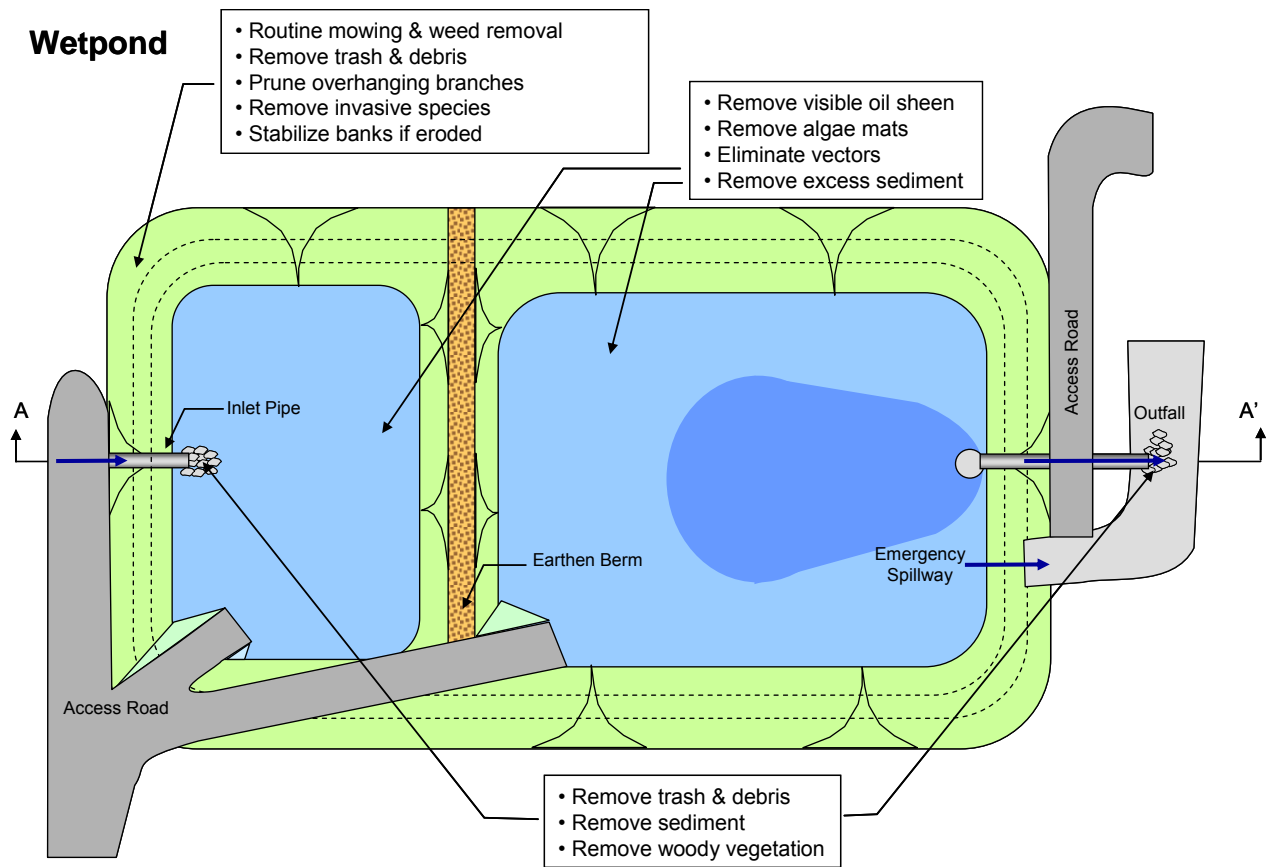 Wetpond
• Routine mowing & weed removal
• Remove trash & debris
• Prune overhanging branches
• Remove invasive species
• Stabilize banks if eroded
• Remove visible oil sheen
• Remove algae mats
• Eliminate vectors
• Remove excess sediment
A
Inlet Pipe
Access Road
Outfall
A'
Earthen Berm
Emergency
Spillway
Access Road
• Remove trash & debris
• Remove sediment
• Remove woody vegetation